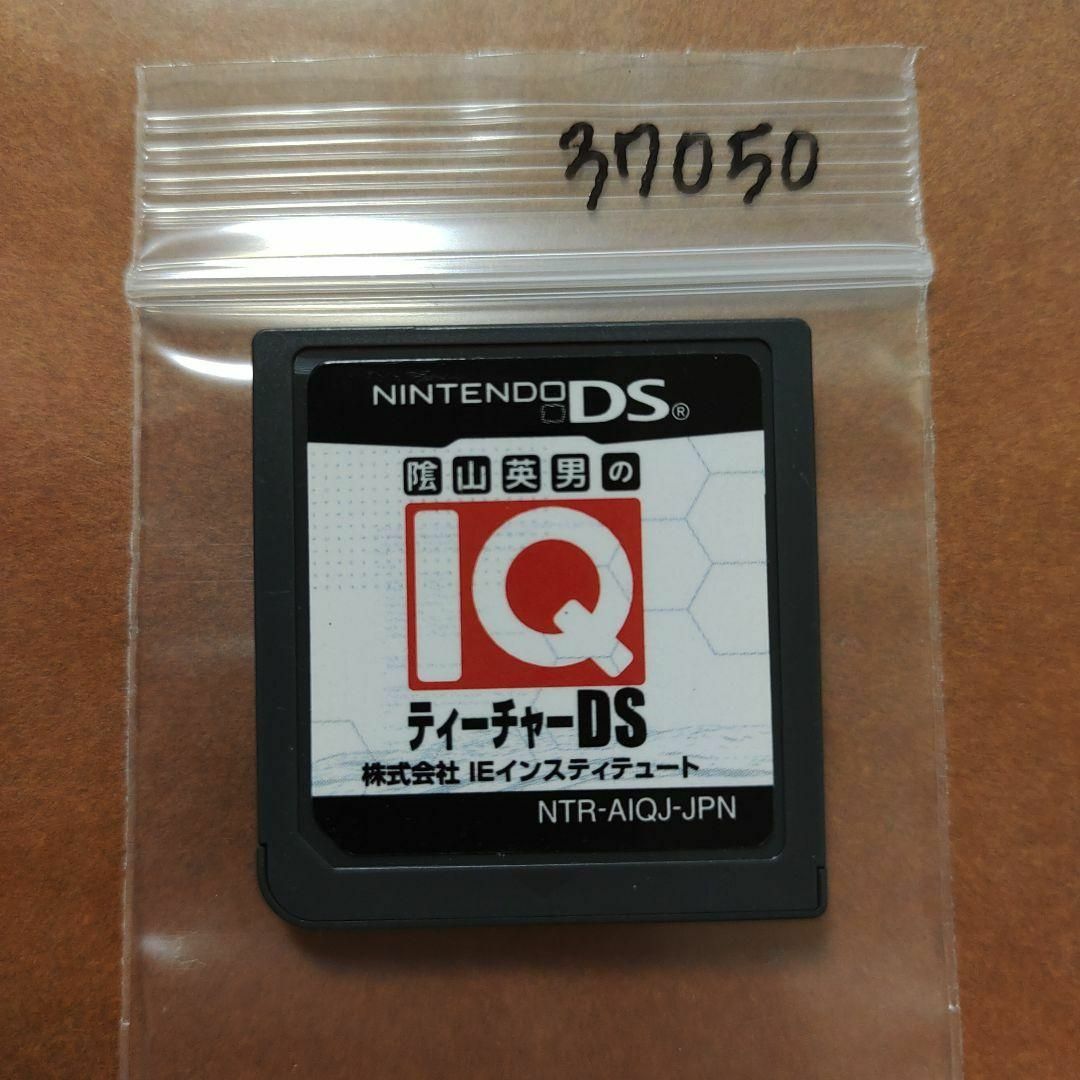 37050
NINTENDO DS®
陰山英男の
IQ
ティーチャーDS
株式会社 IEインスティテュート
NTR-AIQJ-JPN